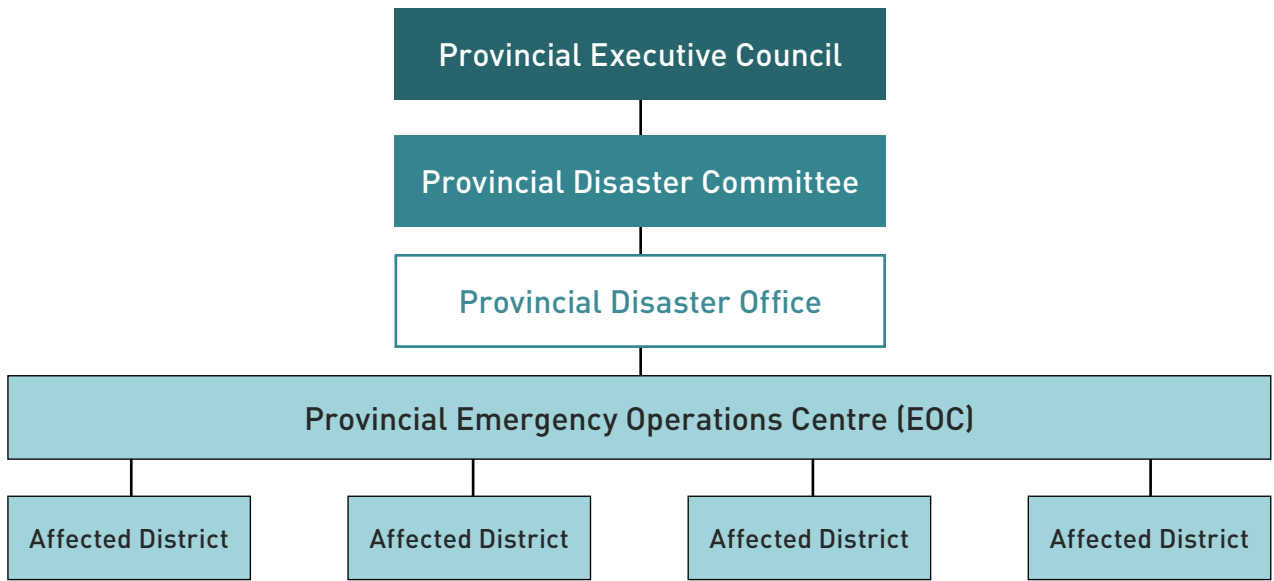 Provincial Executive Council
Provincial Disaster Committee
Provincial Disaster Office
Provincial Emergency Operations Centre (EOC)
Affected District
Affected District
Affected District
Affected District